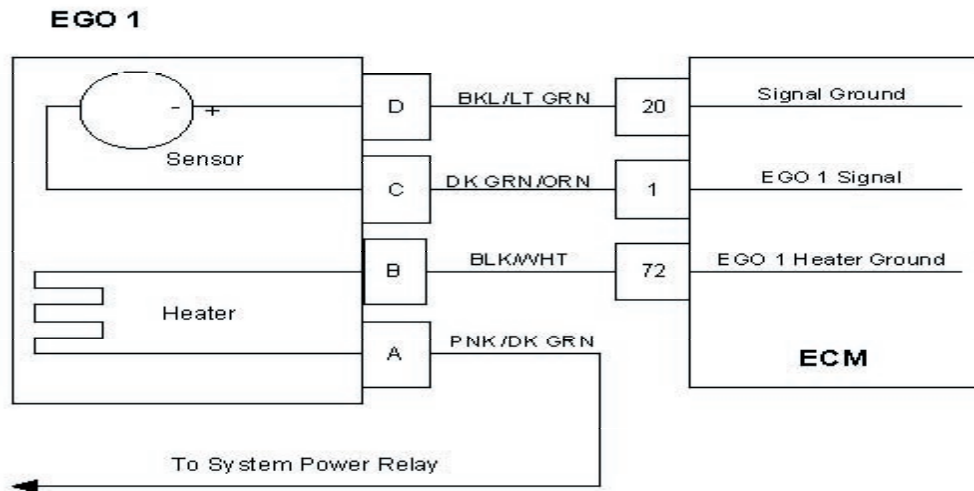 EGO 1
D BKL/LT GRN 20 Signal Ground
- +
Sensor
C DK GRN/ORN 1 EGO 1 Signal
B BLK/WHT 72 EGO 1 Heater Ground
Heater
A PNK/DK GRN
ECM
To System Power Relay